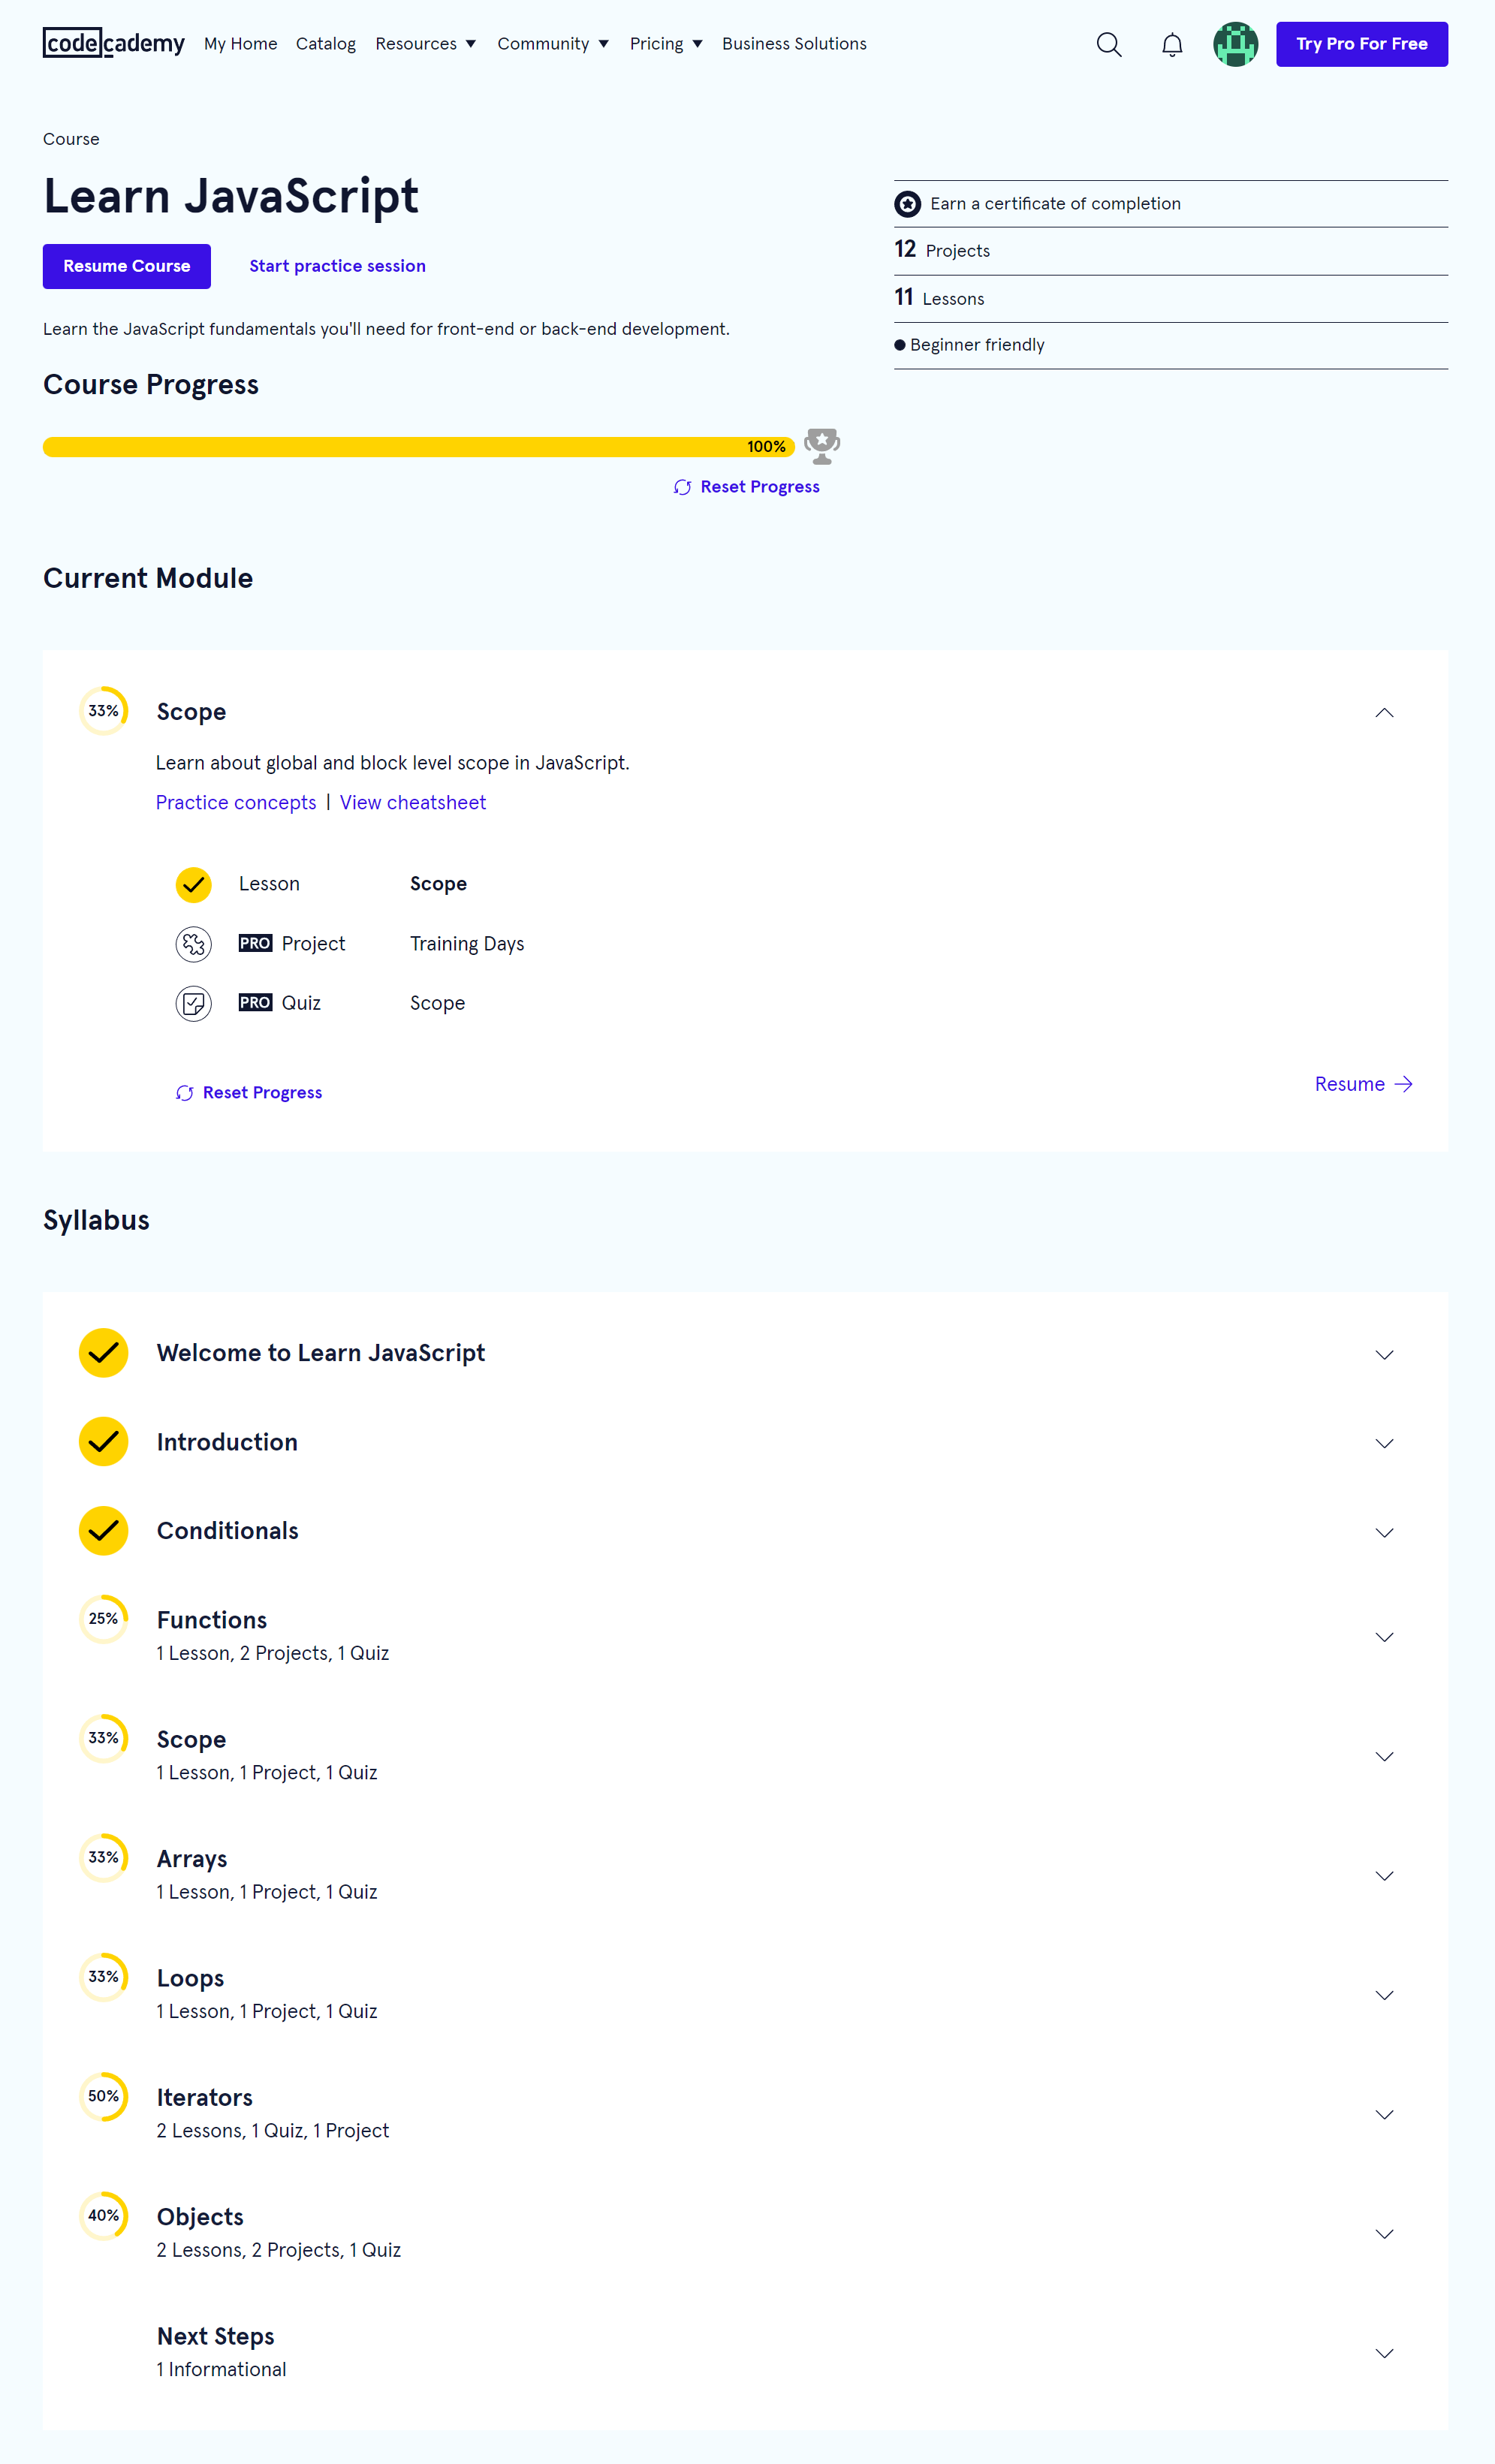 codecademy My Home Catalog Resources Community Pricing Business Solutions Try Pro For Free
Course
Learn JavaScript
Resume Course Start practice session
Learn the JavaScript fundamentals you'll need for front-end or back-end development.
Earn a certificate of completion
12 Projects
11 Lessons
Beginner friendly
Course Progress
100%
Reset Progress
Current Module
33% Scope
Learn about global and block level scope in JavaScript.
Practice concepts | View cheatsheet
Lesson Scope
PRO Project Training Days
PRO Quiz Scope
Reset Progress Resume
Syllabus
Welcome to Learn JavaScript
Introduction
Conditionals
25% Functions
1 Lesson, 2 Projects, 1 Quiz
33% Scope
1 Lesson, 1 Project, 1 Quiz
33% Arrays
1 Lesson, 1 Project, 1 Quiz
33% Loops
1 Lesson, 1 Project, 1 Quiz
50% Iterators
2 Lessons, 1 Quiz, 1 Project
40% Objects
2 Lessons, 2 Projects, 1 Quiz
Next Steps
1 Informational